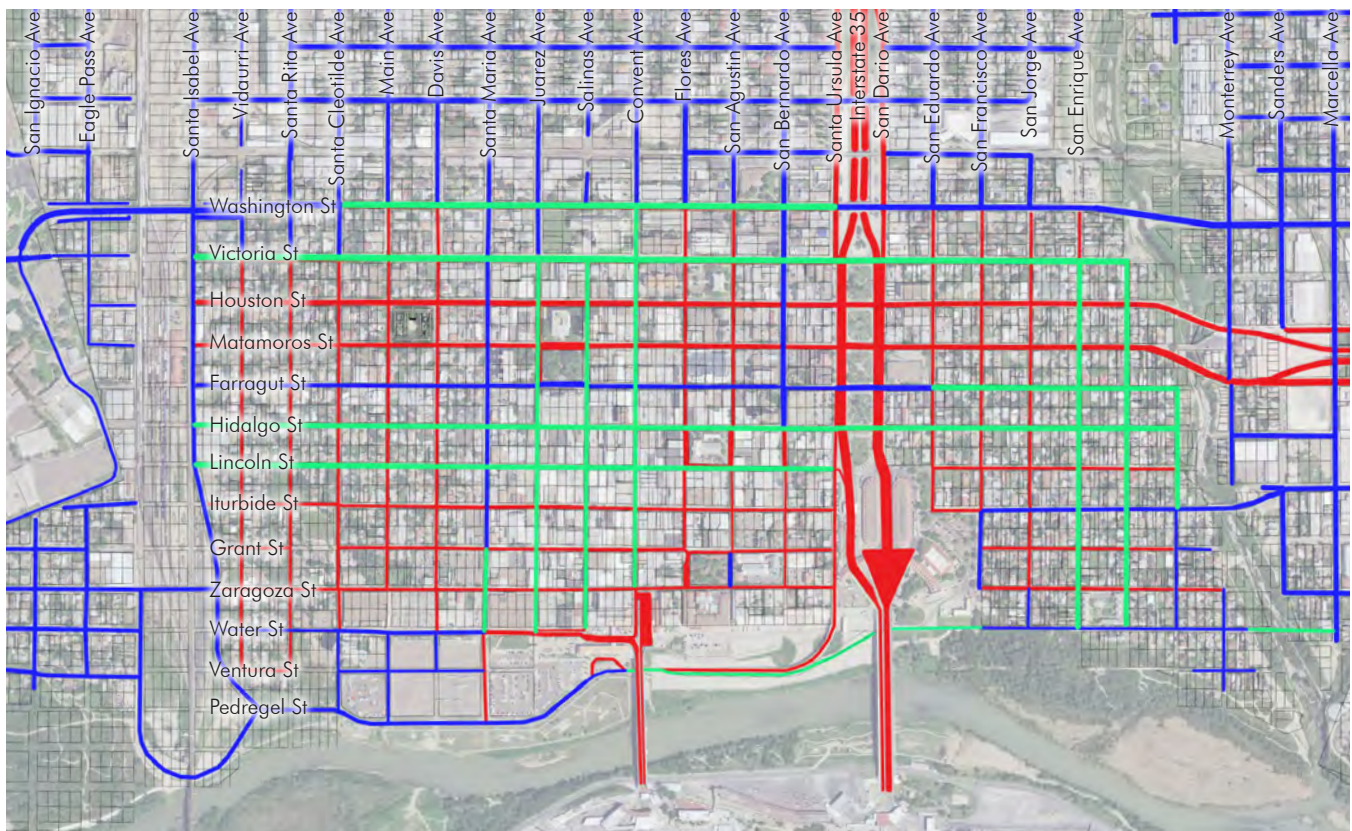 San Ignacio Ave
Eagle Pass Ave
Santa Isabel Ave
Vidaurri Ave
Santa Rita Ave
Santa Cleotilde Ave
Main Ave
Davis Ave
Santa Maria Ave
Juarez Ave
Salinas Ave
Convent Ave
Flores Ave
San Agustin Ave
San Bernardo Ave
Santa Ursula Ave
Interstate 35
San Dario Ave
San Eduardo Ave
San Francisco Ave
San Jorge Ave
San Enrique Ave
Monterrey Ave
Sanders Ave
Marcella Ave
Washington St
Victoria St
Houston St
Matamoros St
Farragut St
Hidalgo St
Lincoln St
Iturbide St
Grant St
Zaragoza St
Water St
Ventura St
Pedregel St